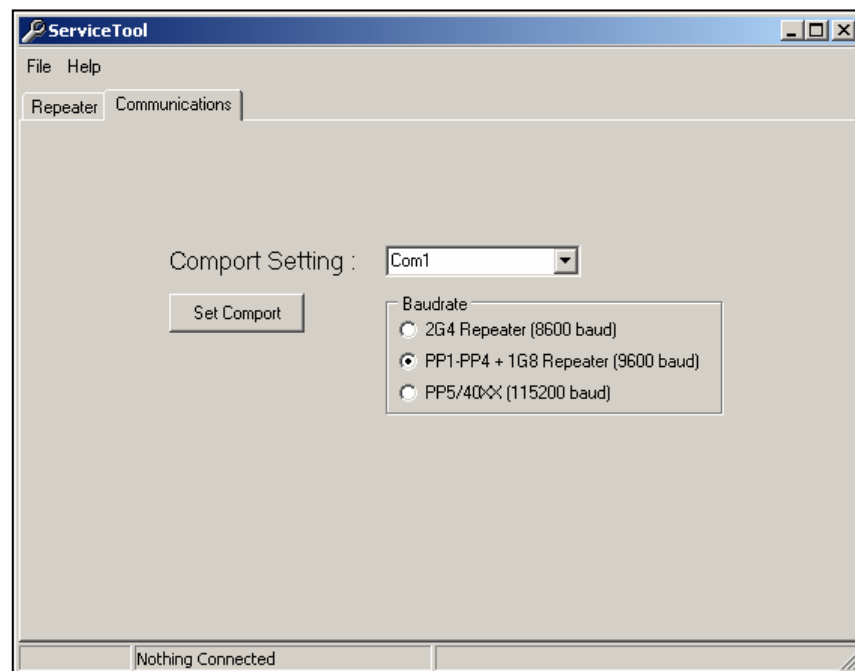 ServiceTool
File Help
Repeater Communications
Comport Setting : Com1
Set Comport
Baudrate
2G4 Repeater (8600 baud)
PP1-PP4 + 1G8 Repeater (9600 baud)
PP5/40XX (115200 baud)
Nothing Connected